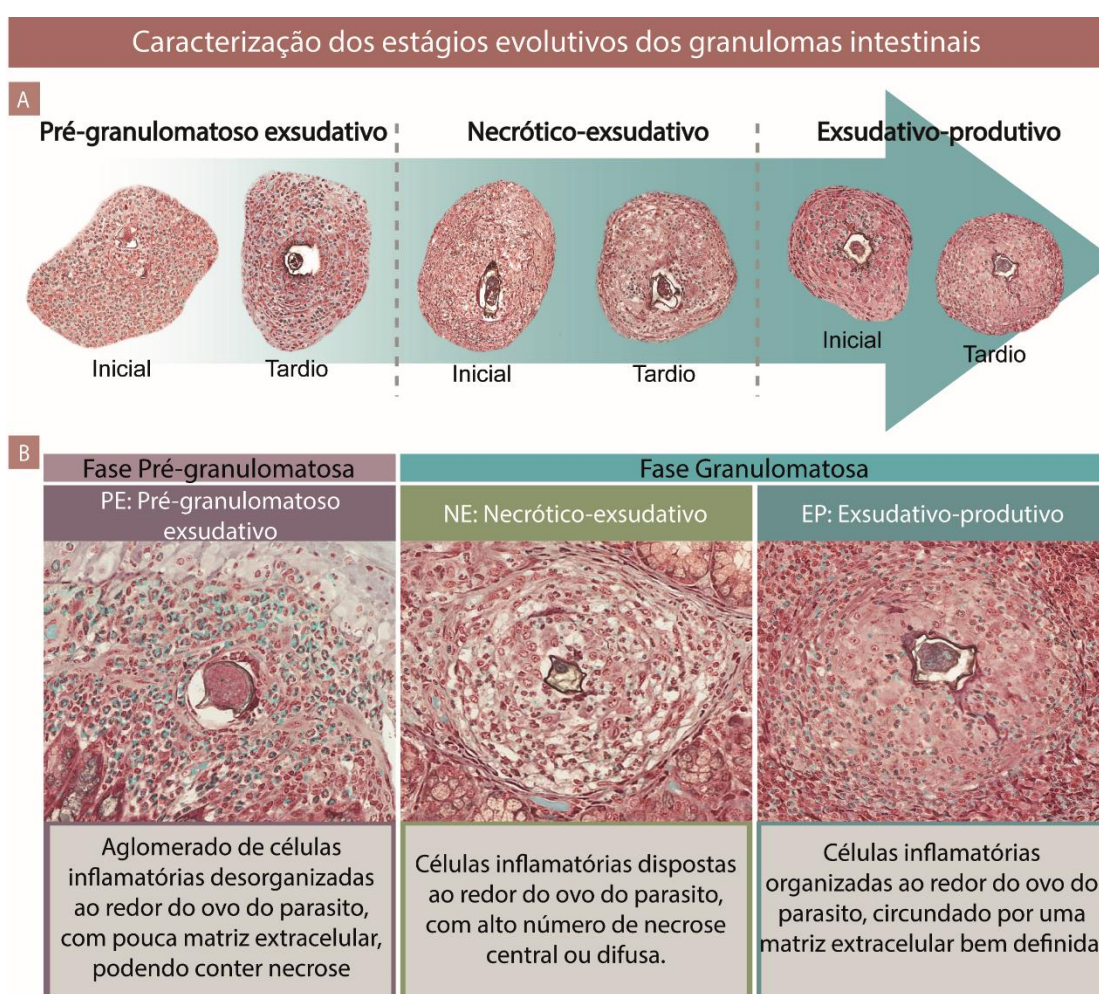 Caracterização dos estágios evolutivos dos granulomas intestinais
A
Pré-granulomatoso exsudativo
Necrótico-exsudativo
Exsudativo-produtivo
Inicial
Tardio
Inicial
Tardio
Inicial
Tardio
B
Fase Pré-granulomatosa
Fase Granulomatosa
PE: Pré-granulomatoso
exsudativo
NE: Necrótico-exsudativo
EP: Exsudativo-produtivo
Aglomerado de células
inflamatórias desorganizadas
ao redor do ovo do parasito,
com pouca matriz extracelular,
podendo conter necrose
Células inflamatórias dispostas
ao redor do ovo do parasito,
com alto número de necrose
central ou difusa.
Células inflamatórias
organizadas ao redor do ovo do
parasito, circundado por uma
matriz extracelular bem definida